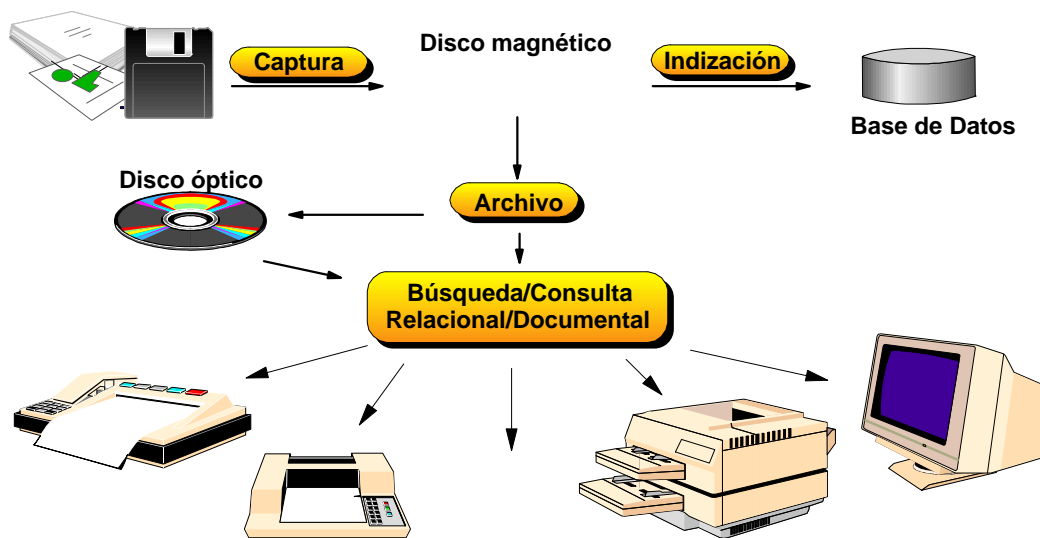 Captura
Disco magnético
Indización
Base de Datos
Disco óptico
Archivo
Búsqueda/Consulta
Relacional/Documental